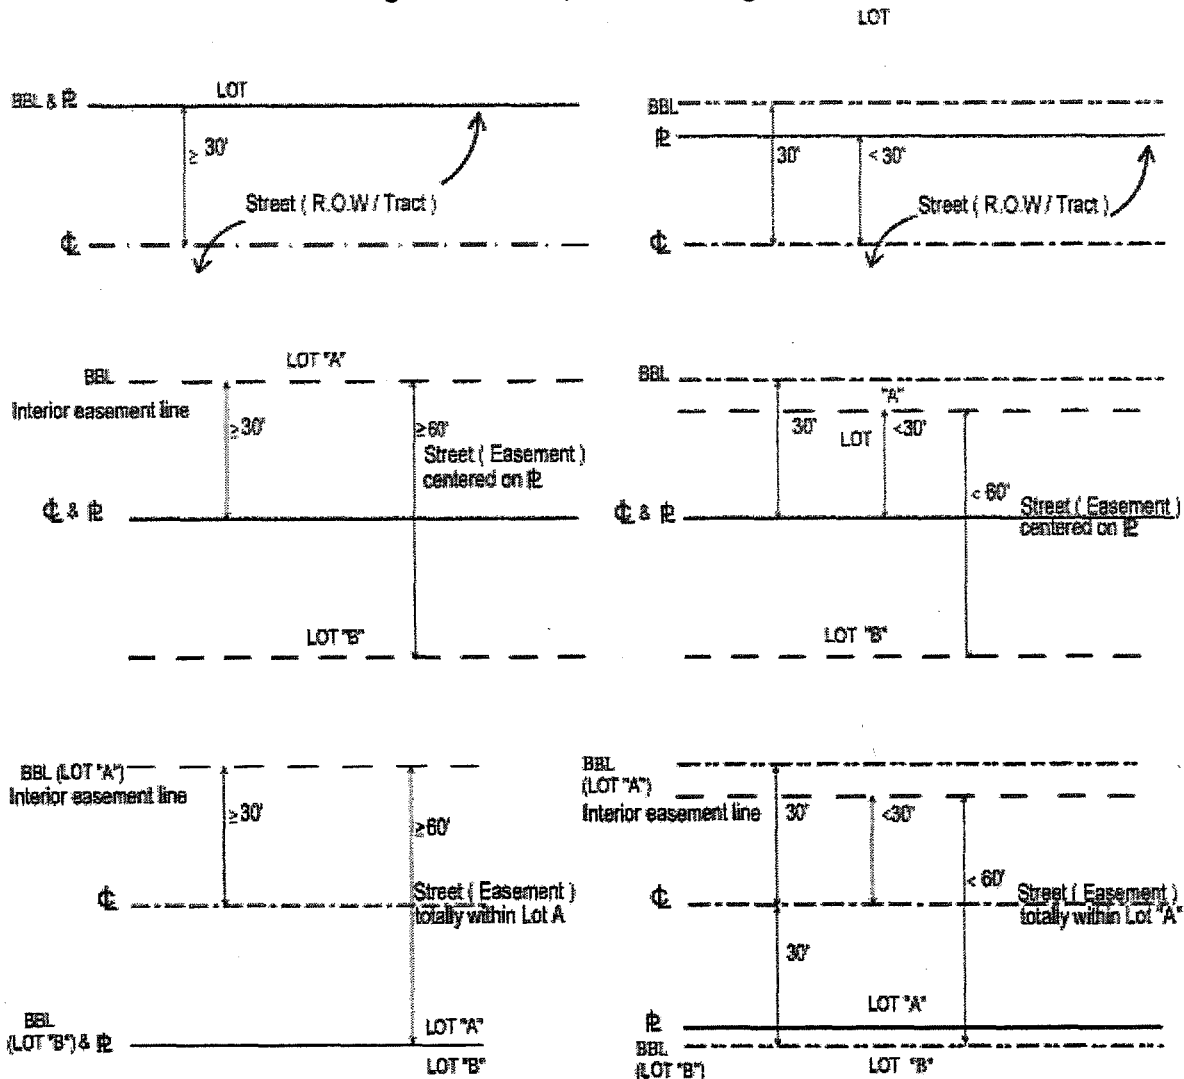 LOT
BBL & ⅊
LOT
≥ 30'
Street ( R.O.W / Tract )
℄
BBL
⅊
30'
< 30'
Street ( R.O.W / Tract )
℄
LOT "A"
BBL
Interior easement line
≥30'
≥60'
Street ( Easement )
centered on ⅊
℄ & ⅊
LOT "B"
BBL
"A"
30'
LOT
<30'
< 60'
℄ & ⅊
Street ( Easement )
centered on ⅊
LOT "B"
BBL (LOT "A")
Interior easement line
≥30'
≥60'
℄
Street ( Easement )
totally within Lot A
BBL
(LOT "B") & ⅊
LOT "A"
LOT "B"
BBL
(LOT "A")
Interior easement line
30'
<30'
< 60'
℄
Street ( Easement )
totally within Lot "A"
30'
LOT "A"
⅊
BBL
(LOT "B")
LOT "B"